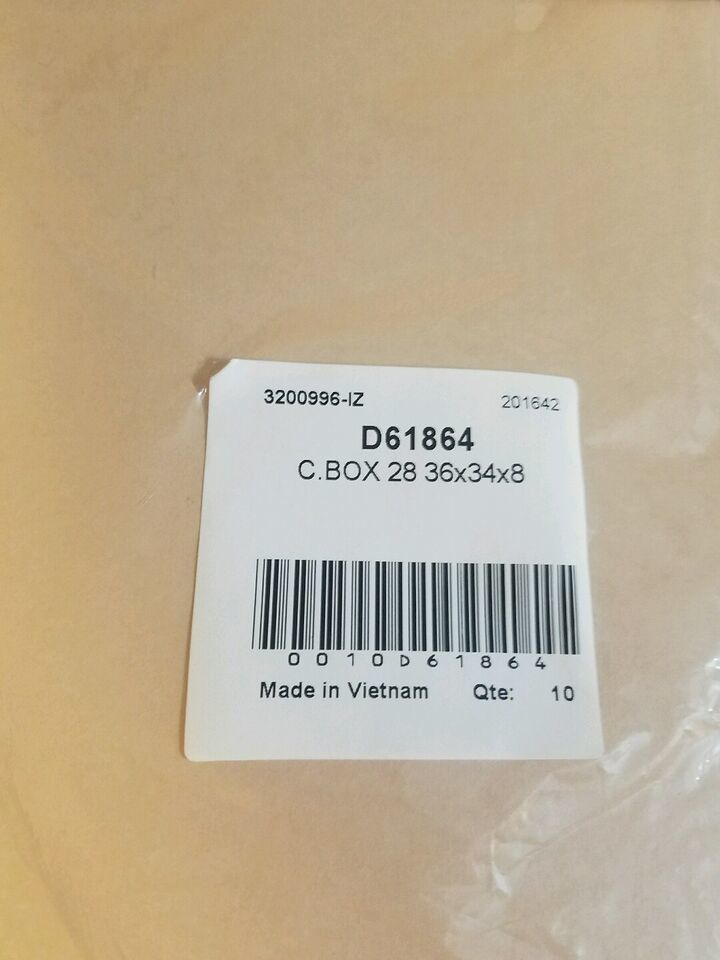 3200996-IZ 201642
D61864
C.BOX 28 36x34x8
0010D61864
Made in Vietnam Qte: 10